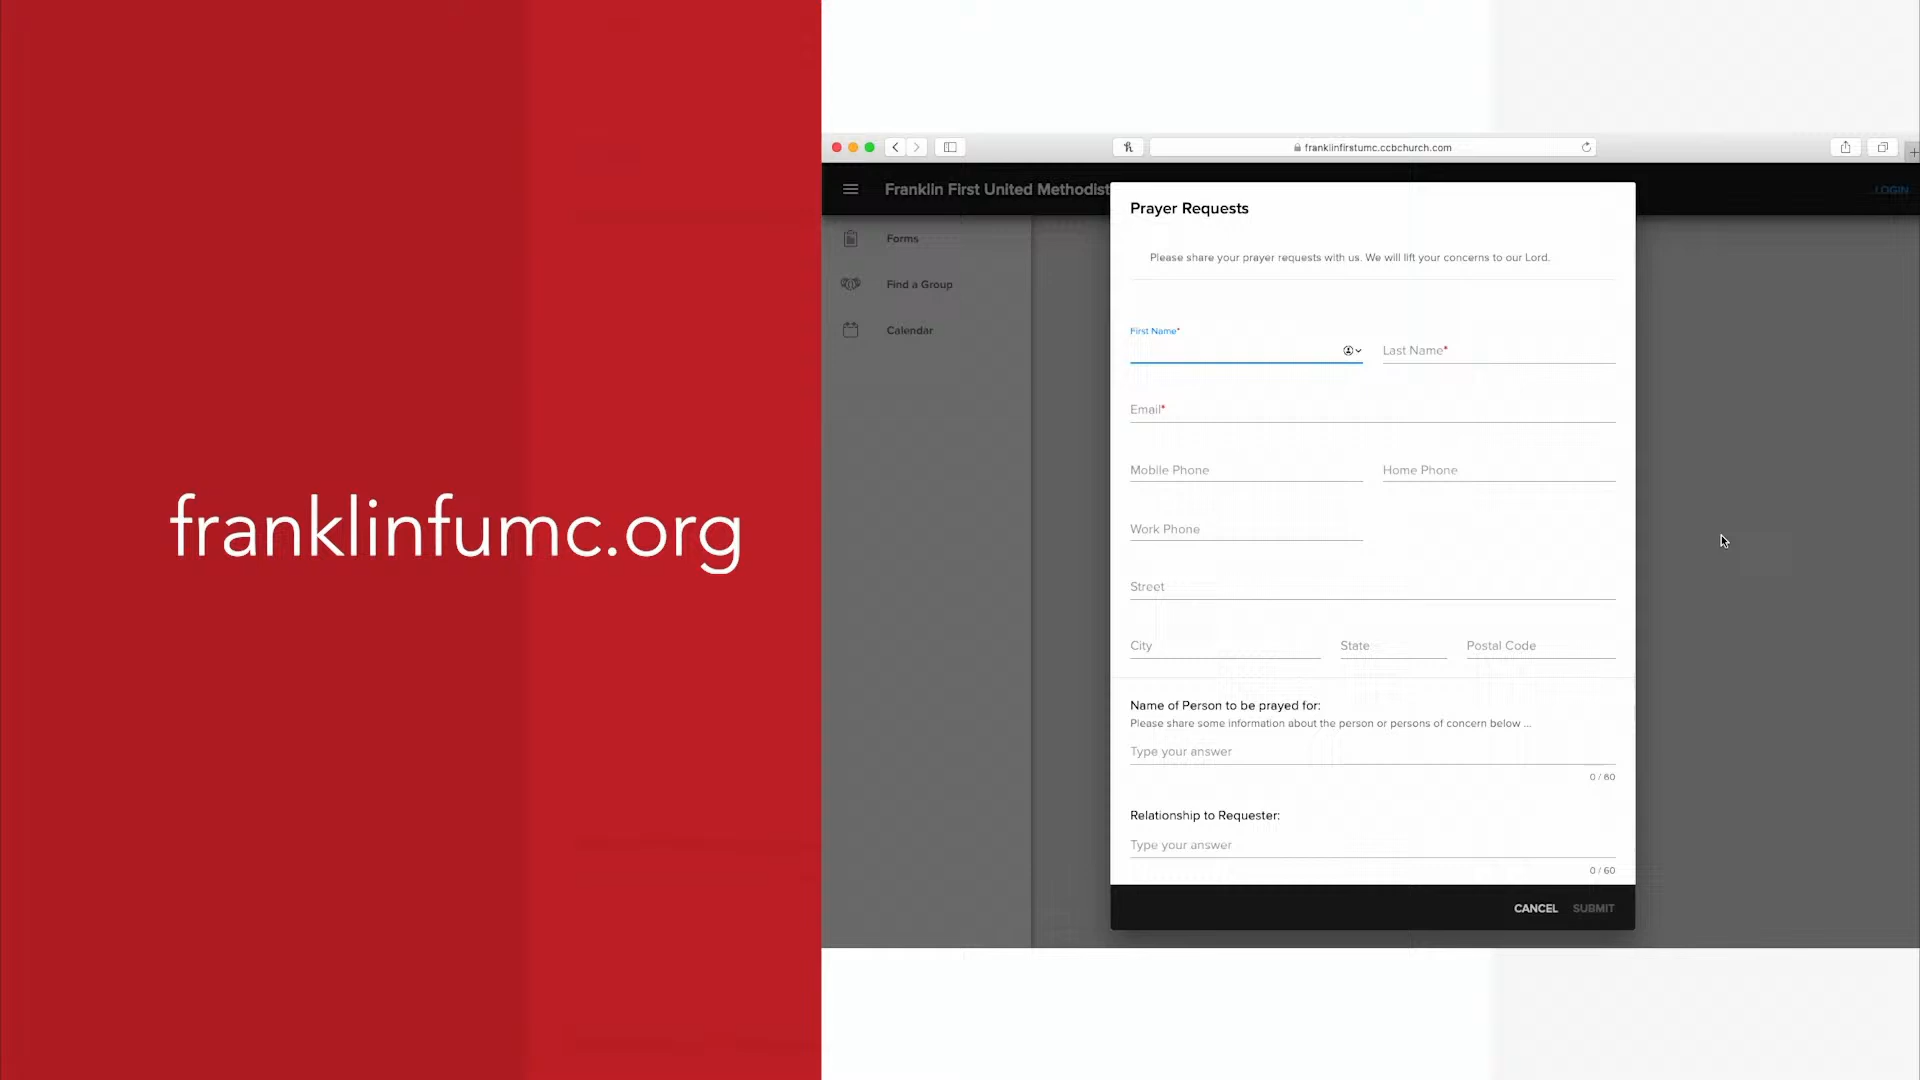 franklinfumc.org
franklinfirstumc.ccbchurch.com
Franklin First United Methodist
LOGIN
Forms
Find a Group
Calendar
Prayer Requests
Please share your prayer requests with us. We will lift your concerns to our Lord.
First Name*
Last Name*
Email*
Mobile Phone
Home Phone
Work Phone
Street
City
State
Postal Code
Name of Person to be prayed for:
Please share some information about the person or persons of concern below ...
Type your answer
0 / 60
Relationship to Requester:
Type your answer
0 / 60
CANCEL
SUBMIT